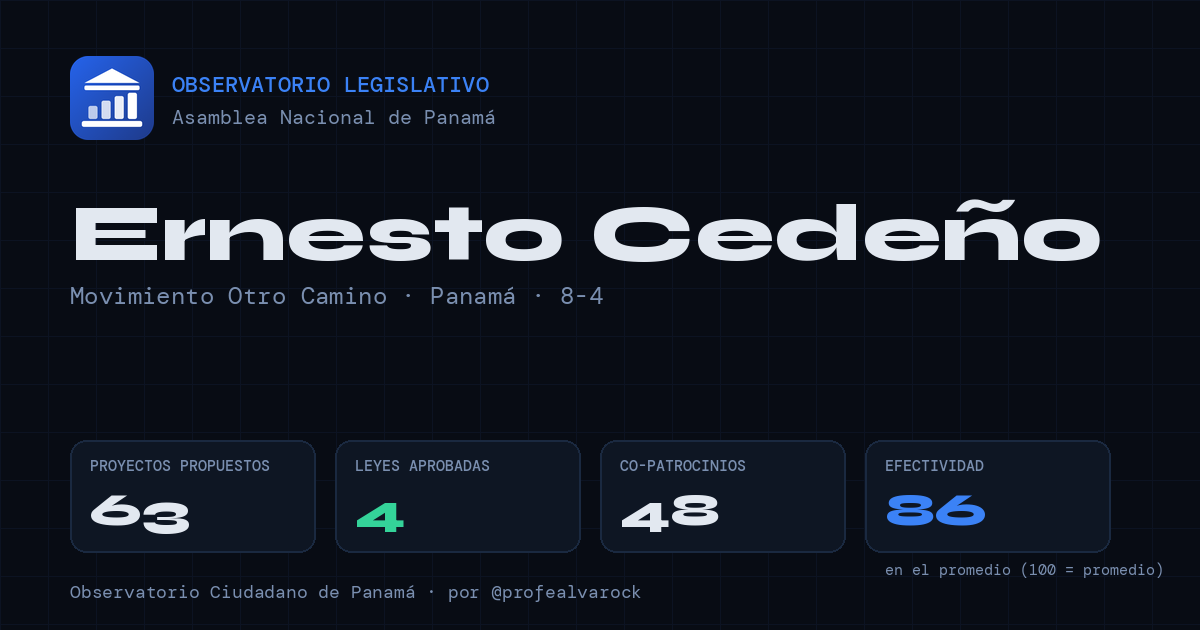 OBSERVATORIO LEGISLATIVO
Asamblea Nacional de Panamá
Ernesto Cedeño
Movimiento Otro Camino · Panamá · 8-4
PROYECTOS PROPUESTOS
63
LEYES APROBADAS
4
CO-PATROCINIOS
48
EFECTIVIDAD
86
en el promedio (100 = promedio)
Observatorio Ciudadano de Panamá · por @profealvarock